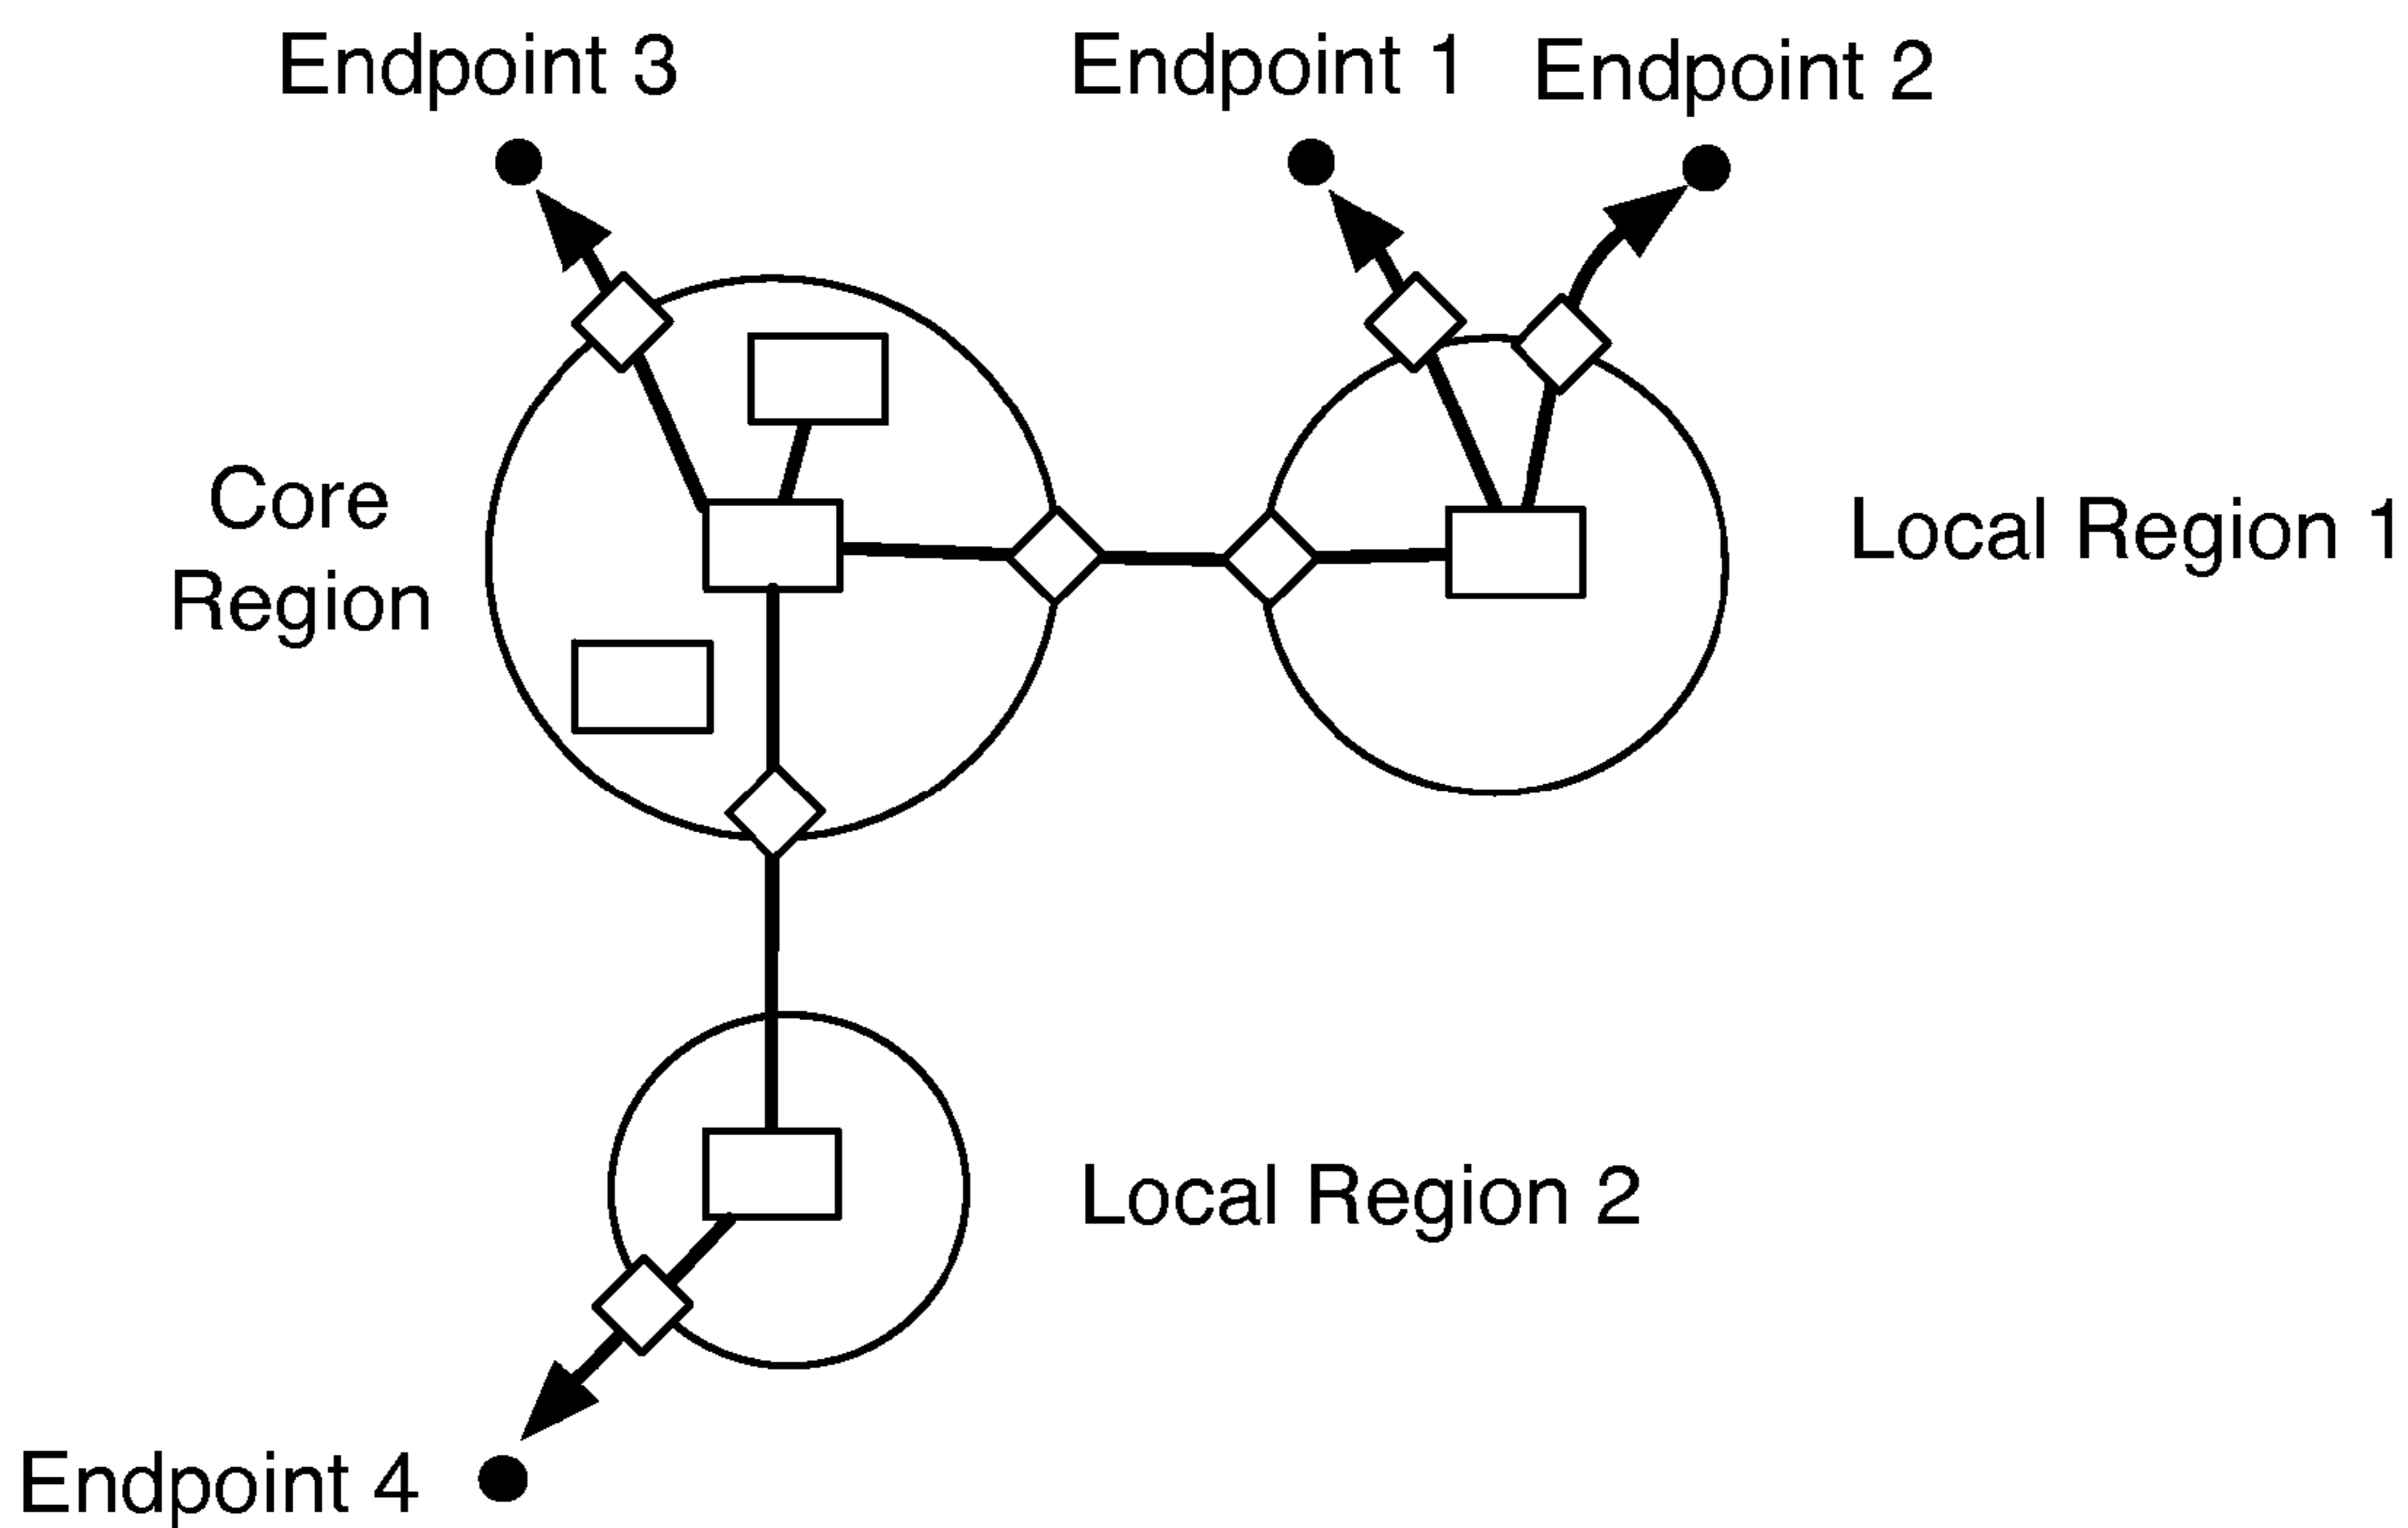 Endpoint 3
Endpoint 1
Endpoint 2
Core
Region
Local Region 1
Local Region 2
Endpoint 4